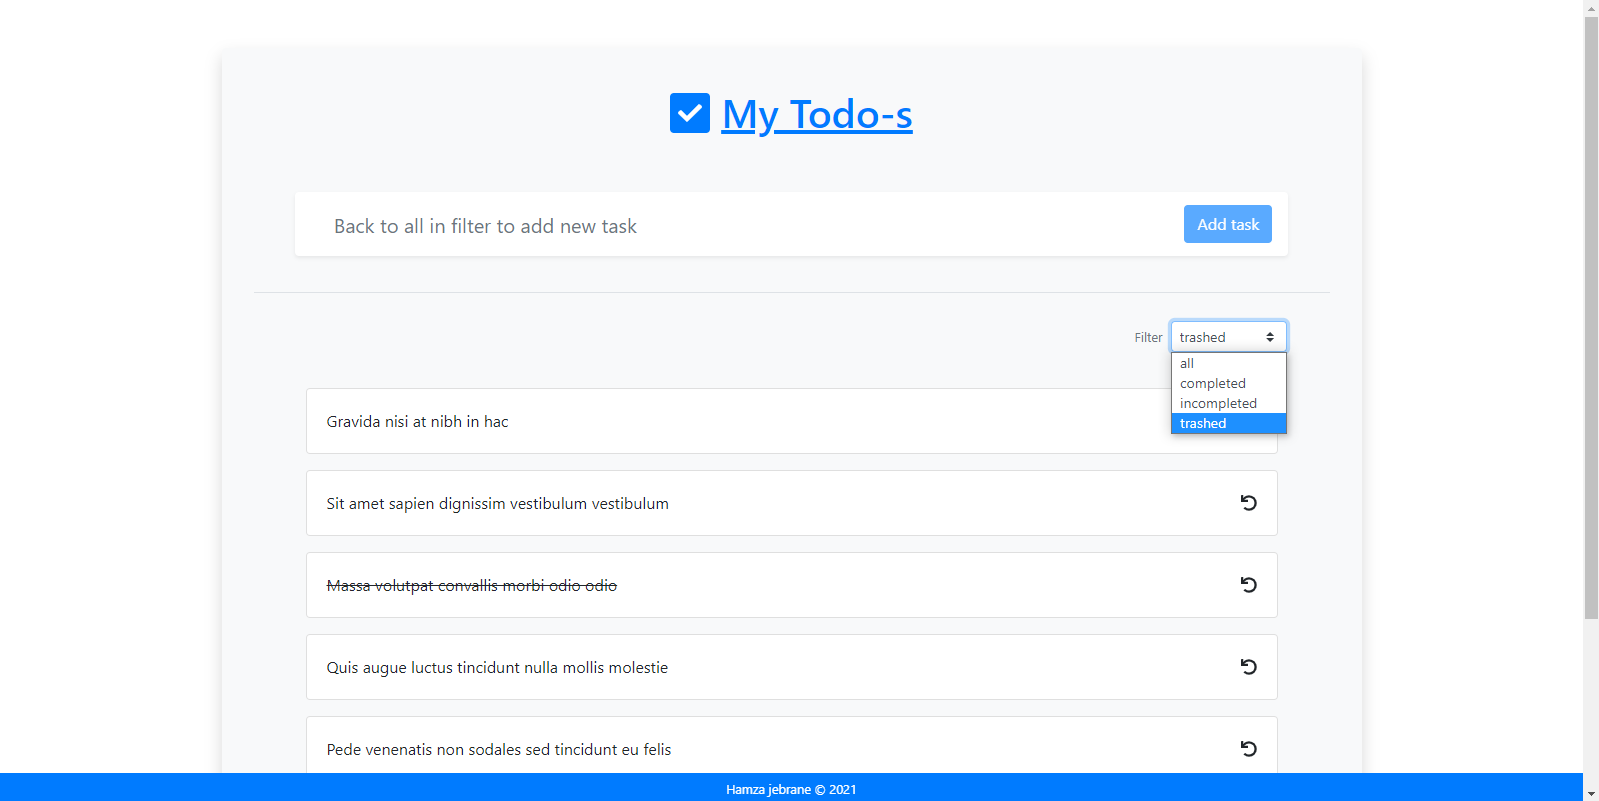 My Todo-s
Back to all in filter to add new task
Add task
Filter
trashed
all
completed
incompleted
trashed
Gravida nisi at nibh in hac
Sit amet sapien dignissim vestibulum vestibulum
Massa volutpat convallis morbi odio odio
Quis augue luctus tincidunt nulla mollis molestie
Pede venenatis non sodales sed tincidunt eu felis
Hamza jebrane © 2021